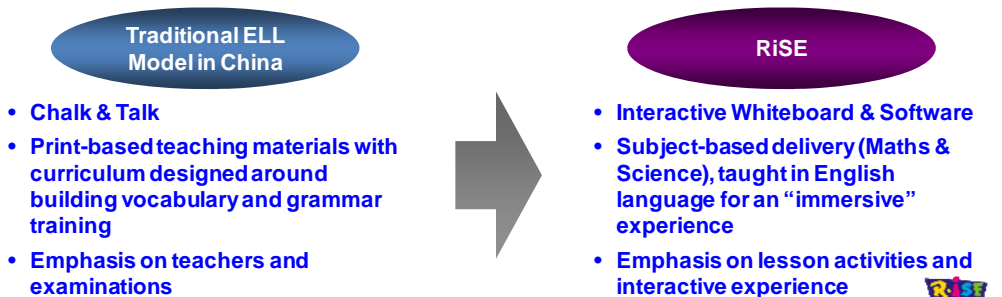 Traditional ELL
Model in China
• Chalk & Talk
• Print-based teaching materials with
curriculum designed around
building vocabulary and grammar
training
• Emphasis on teachers and
examinations
RiSE
• Interactive Whiteboard & Software
• Subject-based delivery (Maths &
Science), taught in English
language for an “immersive”
experience
• Emphasis on lesson activities and
interactive experience
RiSE